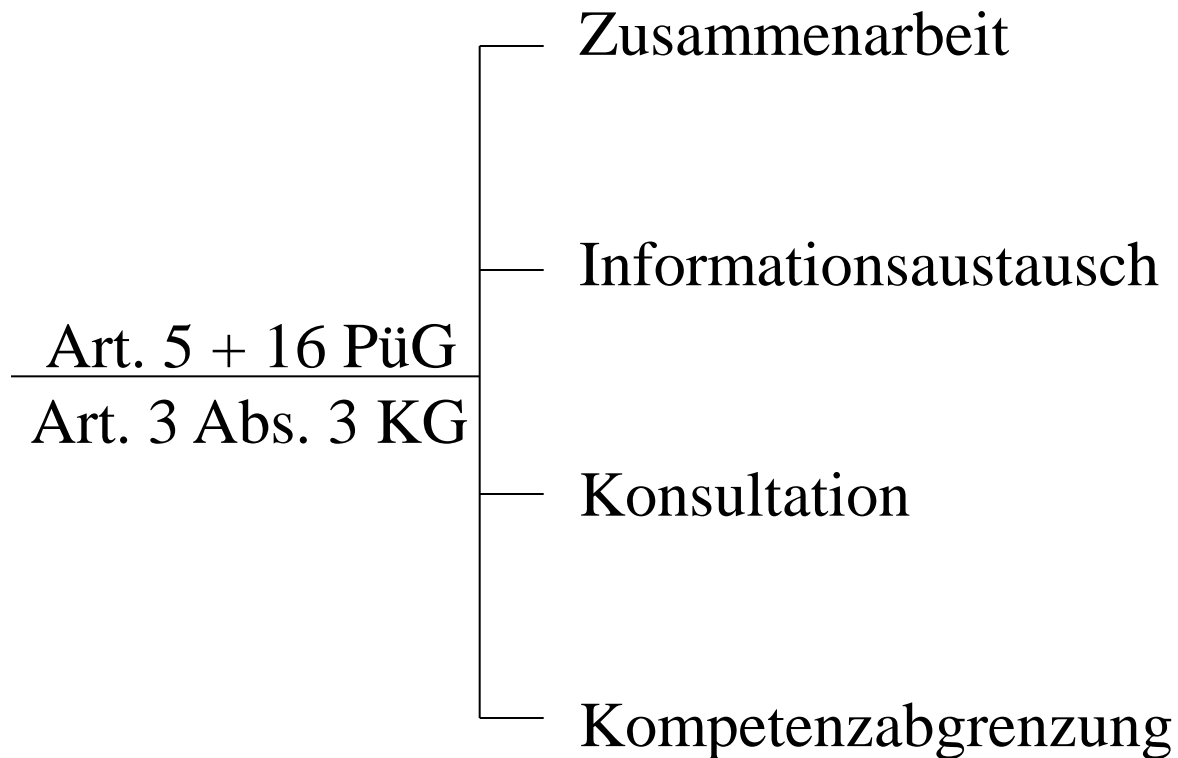 Zusammenarbeit
Informationsaustausch
Art. 5 + 16 PüG
Art. 3 Abs. 3 KG
Konsultation
Kompetenzabgrenzung